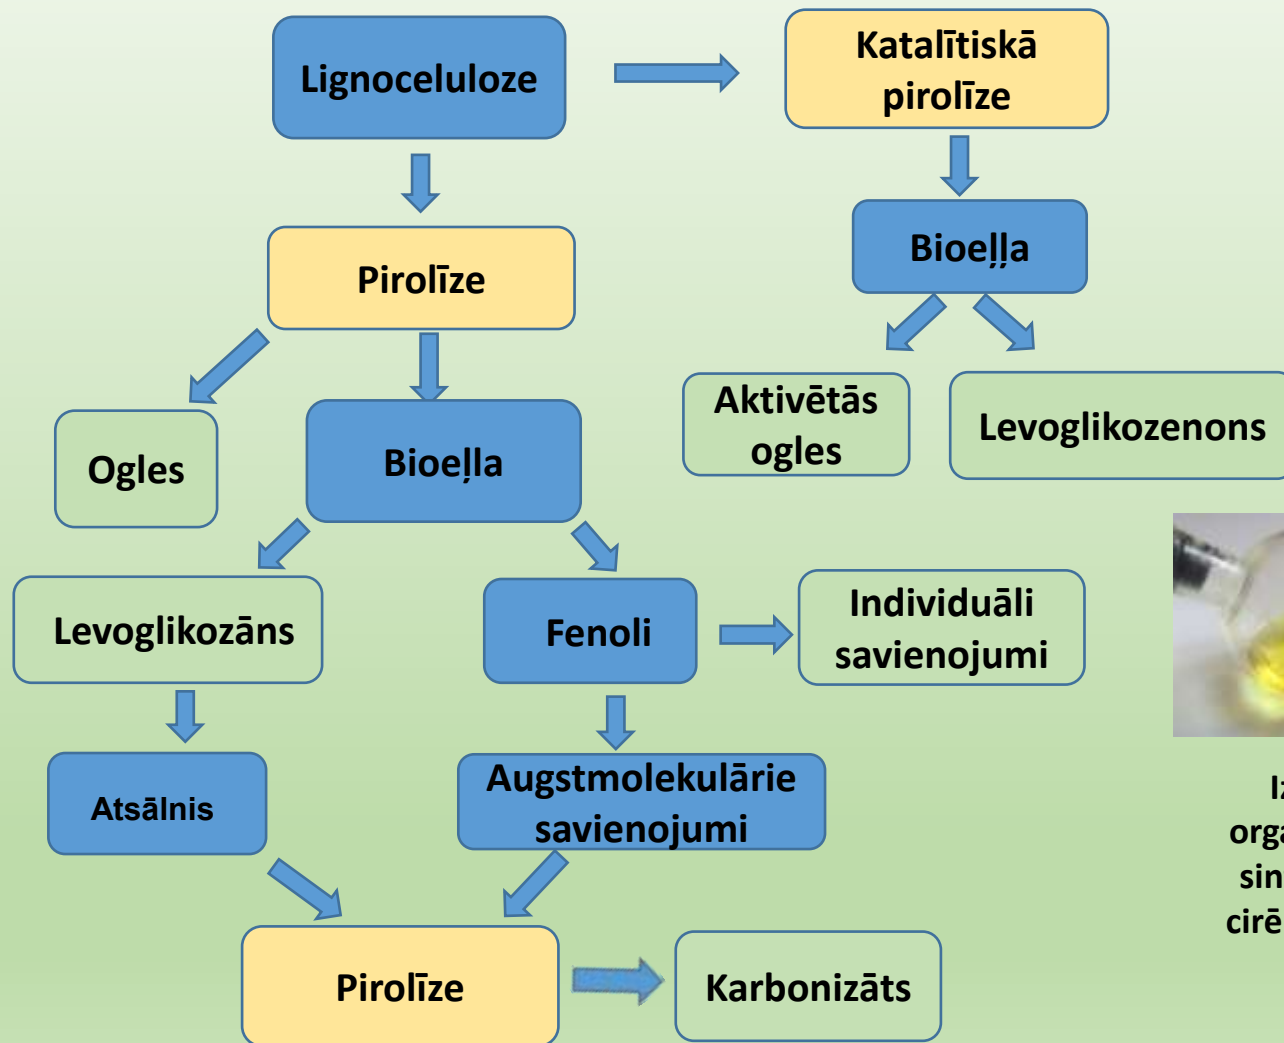 Lignoceluloze
Katalītiskā
pirolīze
Pirolīze
Bioeļļa
Ogles
Bioeļļa
Aktivētās
ogles
Levoglikozenons
Levoglikozāns
Fenoli
Individuāli
savienojumi
Atsālnis
Augstmolekulārie
savienojumi
Pirolīze
Karbonizāts